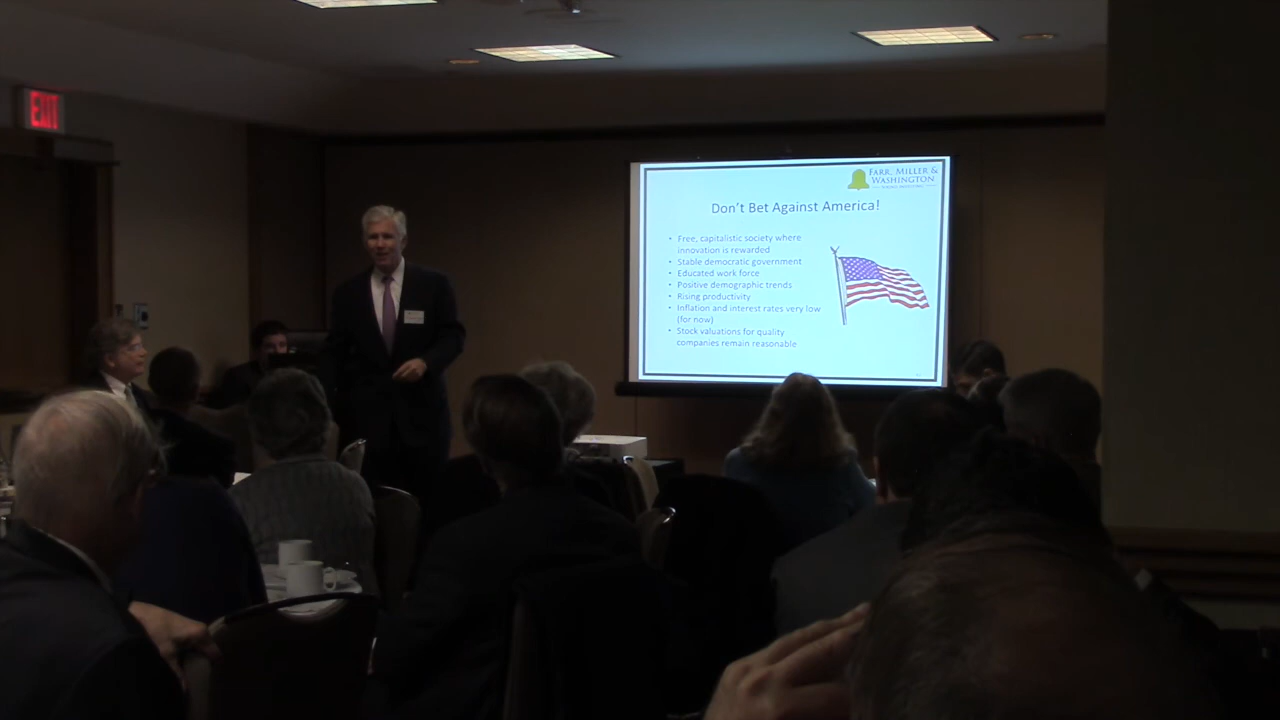 EXIT
FARR, MILLER &
WASHINGTON
Don't Bet Against America!
• Free, capitalistic society where
innovation is rewarded
• Stable democratic government
• Educated work force
• Positive demographic trends
• Rising productivity
• Inflation and interest rates very low
(for now)
• Stock valuations for quality
companies remain reasonable